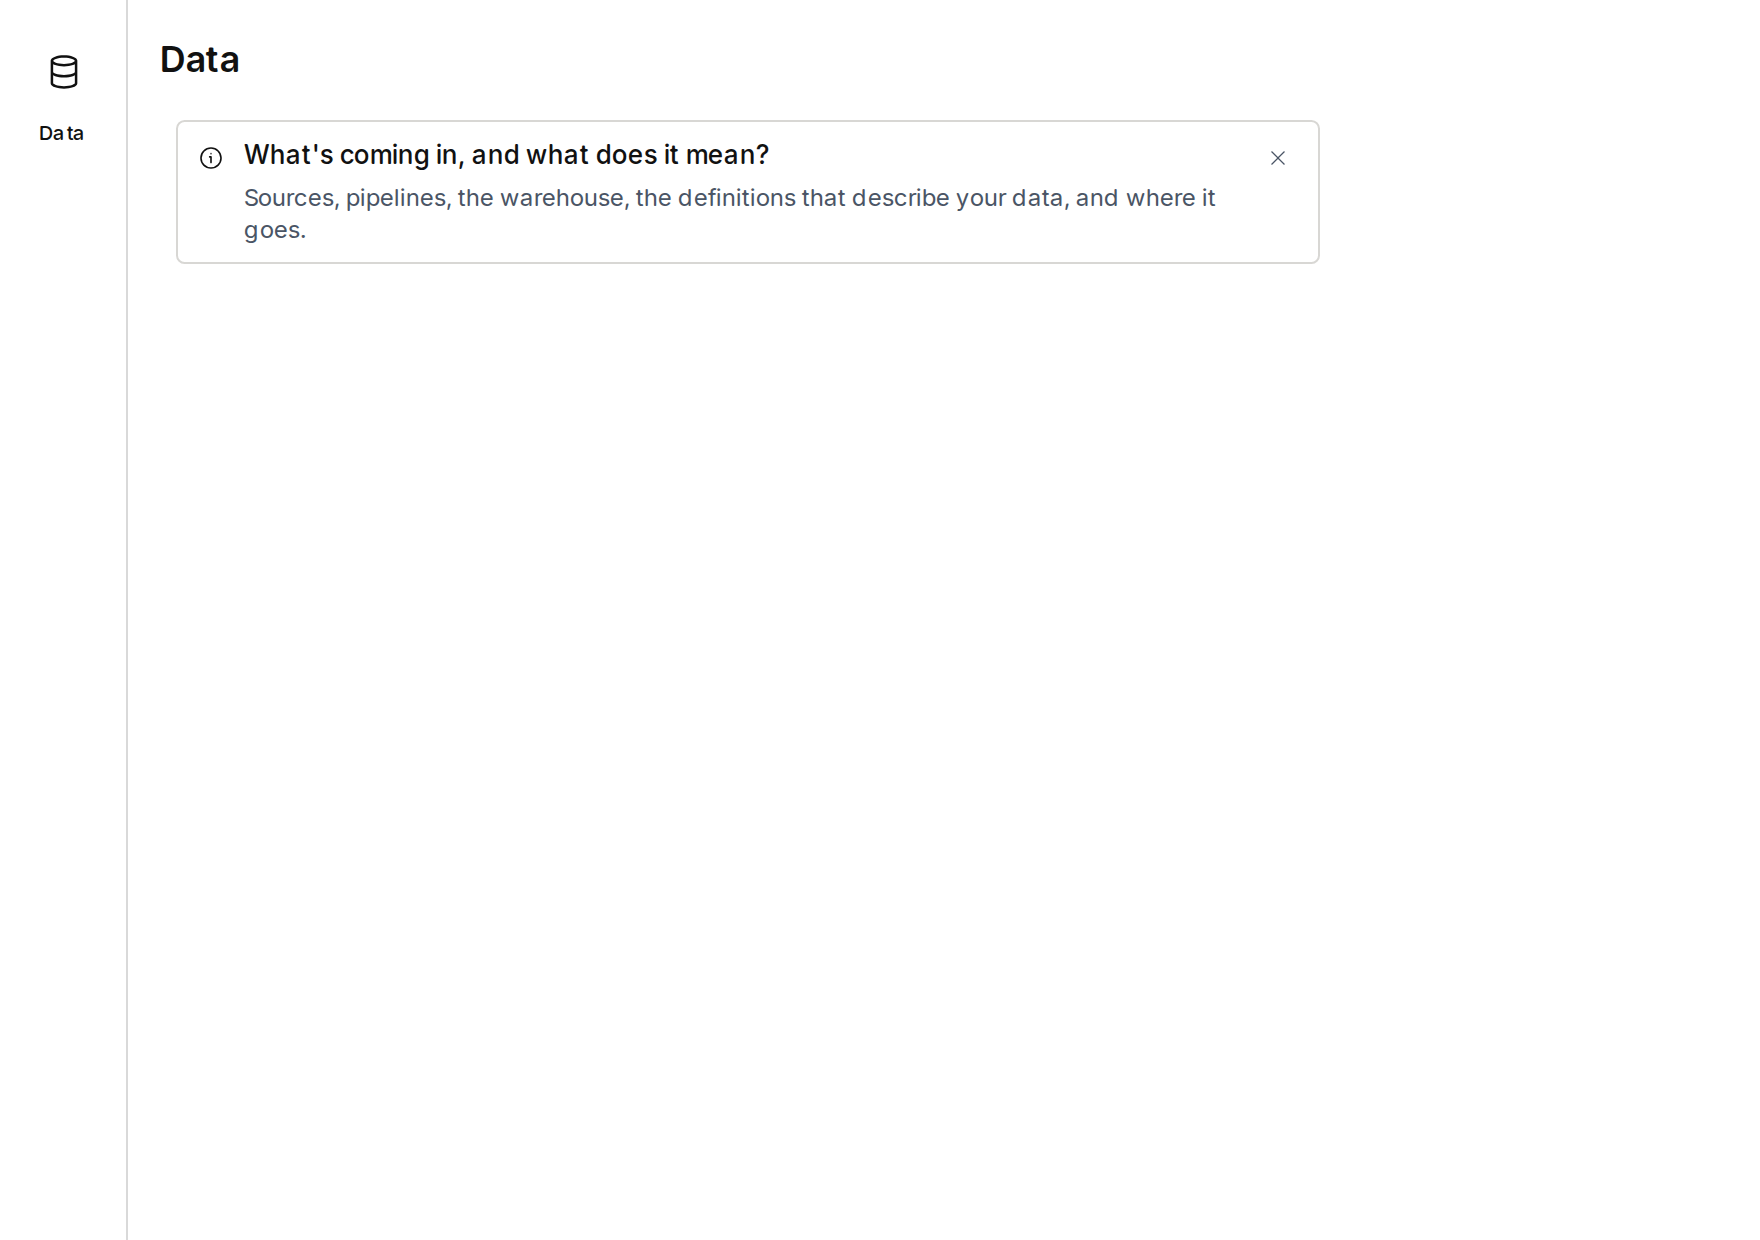 Data
Data
What's coming in, and what does it mean?
Sources, pipelines, the warehouse, the definitions that describe your data, and where it
goes.